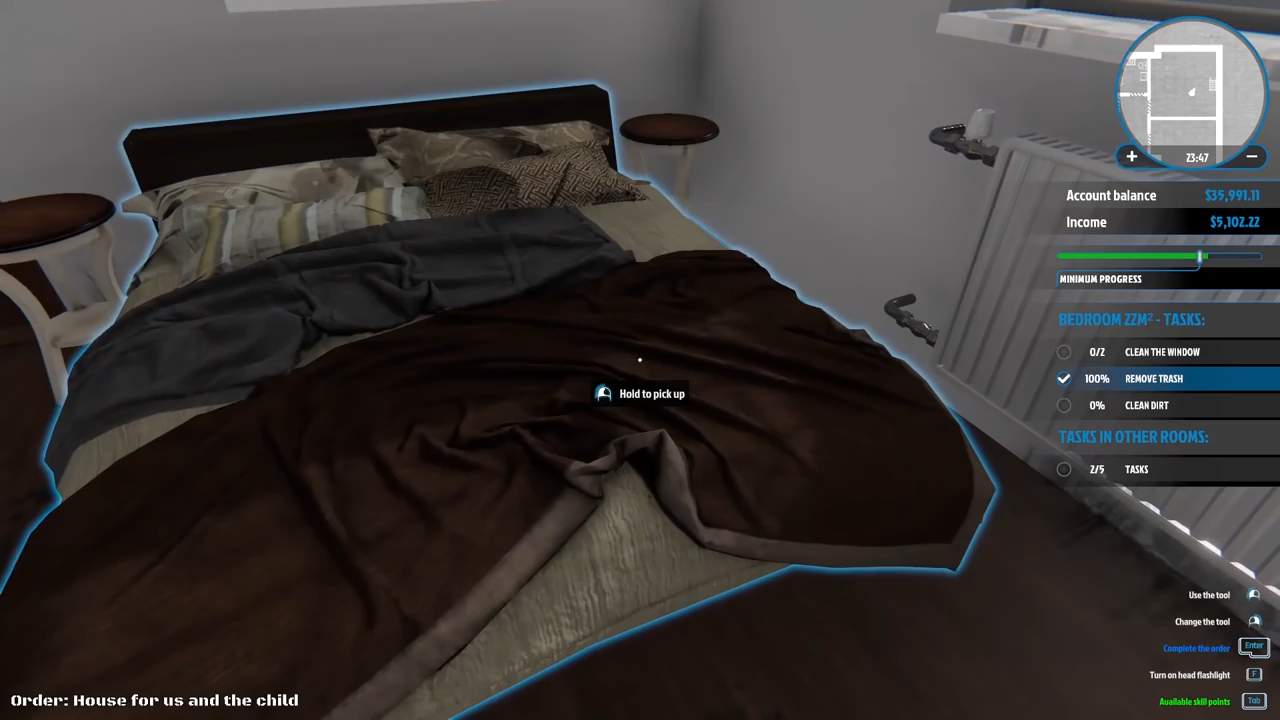 + 23:47 −
Account balance $35,991.11
Income $5,102.22
MINIMUM PROGRESS
BEDROOM 22M² - TASKS:
0/2 CLEAN THE WINDOW
100% REMOVE TRASH
0% CLEAN DIRT
TASKS IN OTHER ROOMS:
2/5 TASKS
Hold to pick up
Use the tool
Change the tool
Complete the order Enter
Turn on head flashlight F
Available skill points Tab
Order: House for us and the child